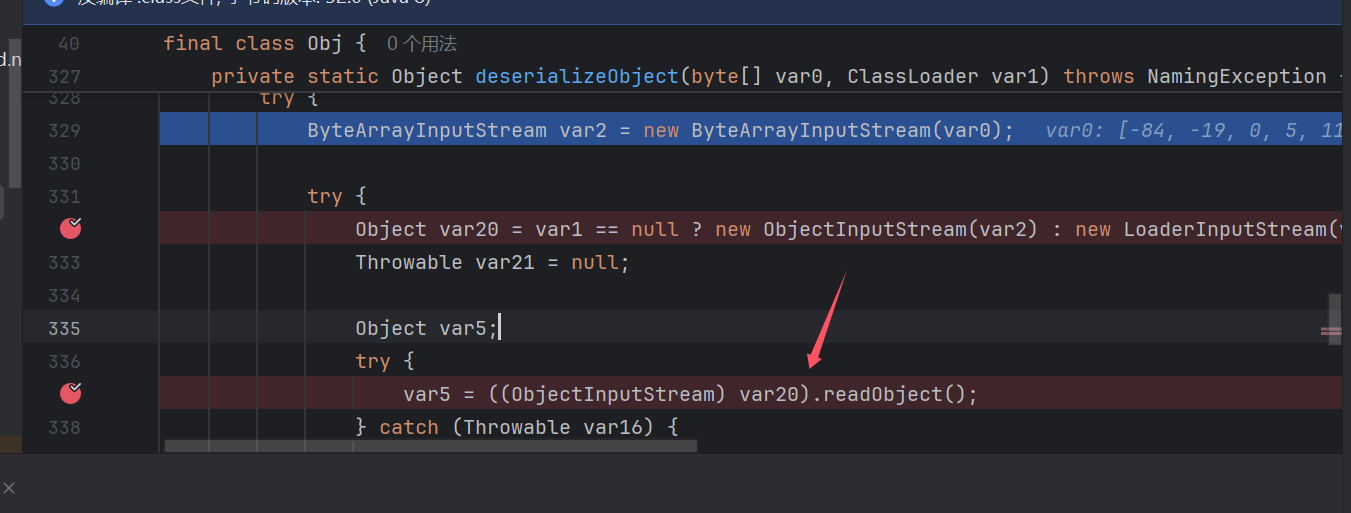 反编译 .class文件, 字节码版本: 52.0 (Java 8)
d.n
40 final class Obj { 0 个用法
327 private static Object deserializeObject(byte[] var0, ClassLoader var1) throws NamingException {
328 try {
329 ByteArrayInputStream var2 = new ByteArrayInputStream(var0); var0: [-84, -19, 0, 5, 11
330
331 try {
Object var20 = var1 == null ? new ObjectInputStream(var2) : new LoaderInputStream(v
333 Throwable var21 = null;
334
335 Object var5;
336 try {
var5 = ((ObjectInputStream) var20).readObject();
338 } catch (Throwable var16) {